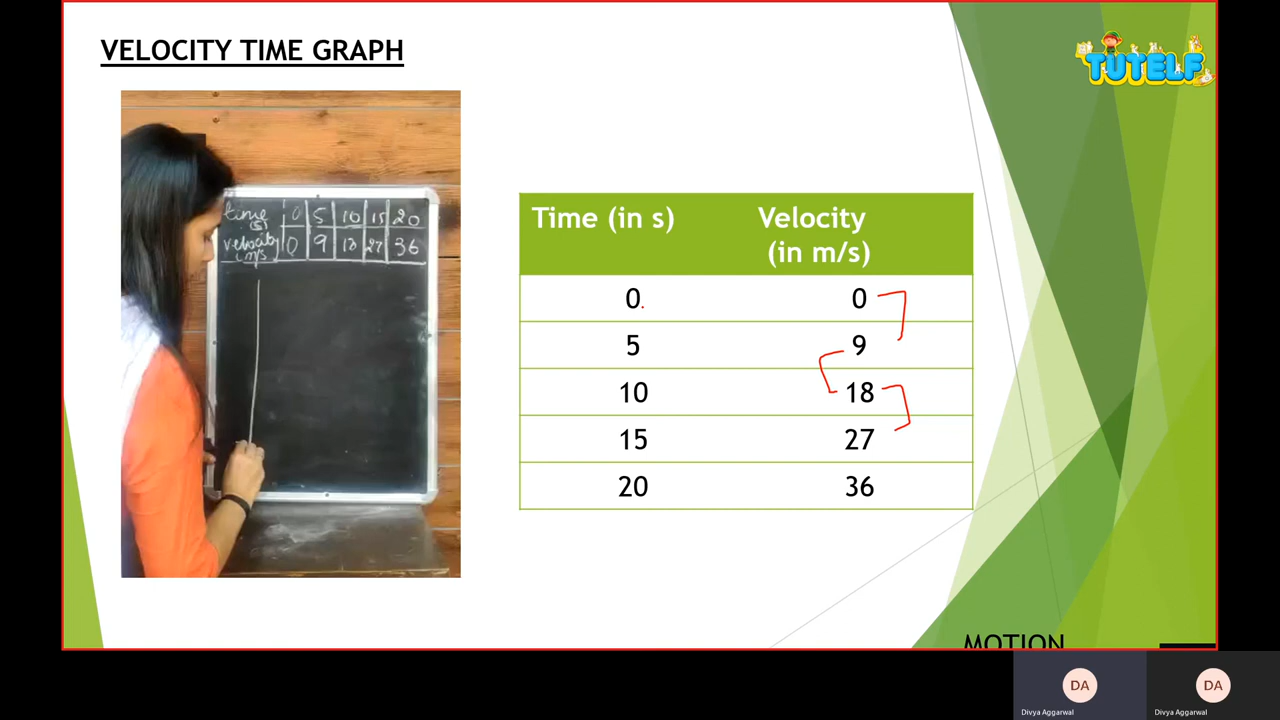 VELOCITY TIME GRAPH
TUTELF
time 0 5 10 15 20
(s)
velocity 0 9 18 27 36
m/s
Time (in s) Velocity
(in m/s)
0 0
5 9
10 18
15 27
20 36
MOTION
DA DA
Divya Aggarwal Divya Aggarwal